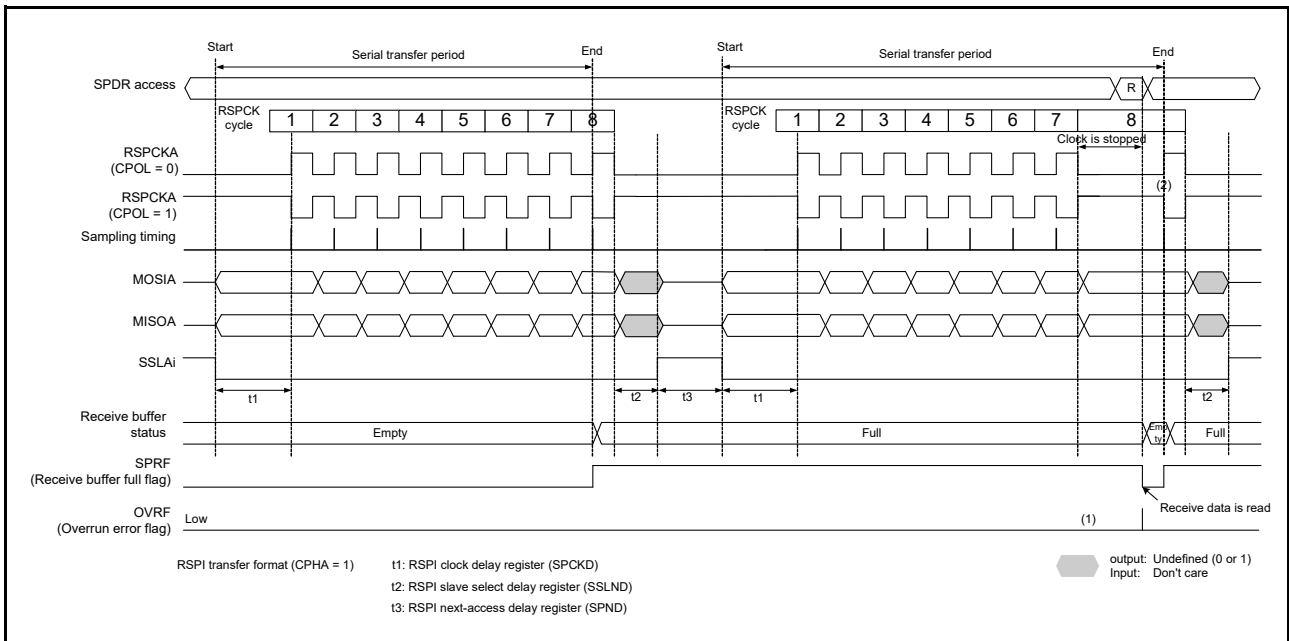 Start
Serial transfer period
End
Start
Serial transfer period
End
SPDR access
R
RSPCK
cycle
1 2 3 4 5 6 7 8
RSPCK
cycle
1 2 3 4 5 6 7 8
Clock is stopped
RSPCKA
(CPOL = 0)
(2)
RSPCKA
(CPOL = 1)
Sampling timing
MOSIA
MISOA
SSLAi
t1
t2
t3
t1
t2
Receive buffer
status
Empty
Full
Emp
ty
Full
SPRF
(Receive buffer full flag)
Receive data is read
OVRF
(Overrun error flag)
Low
(1)
RSPI transfer format (CPHA = 1)
t1: RSPI clock delay register (SPCKD)
t2: RSPI slave select delay register (SSLND)
t3: RSPI next-access delay register (SPND)
output: Undefined (0 or 1)
Input: Don't care